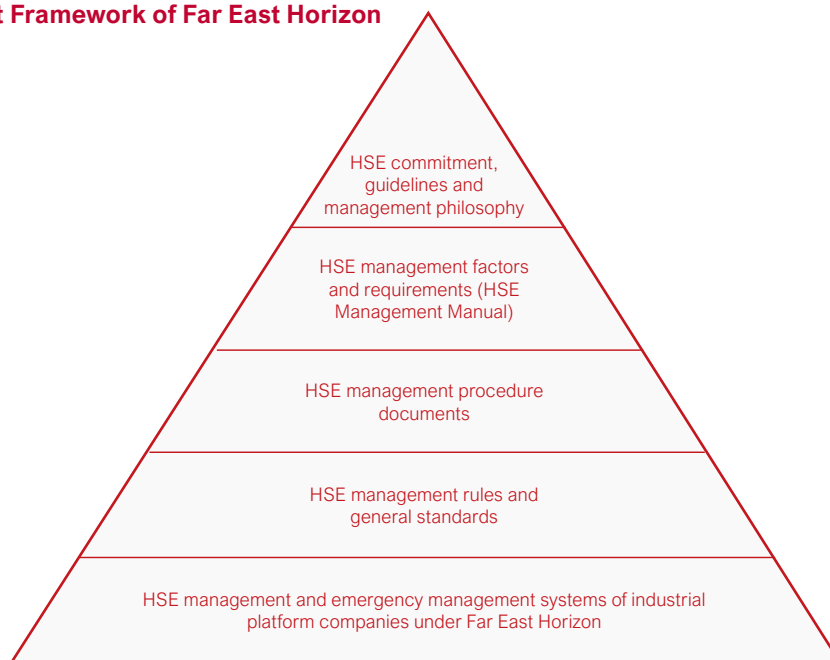 t Framework of Far East Horizon
HSE commitment,
guidelines and
management philosophy
HSE management factors
and requirements (HSE
Management Manual)
HSE management procedure
documents
HSE management rules and
general standards
HSE management and emergency management systems of industrial
platform companies under Far East Horizon